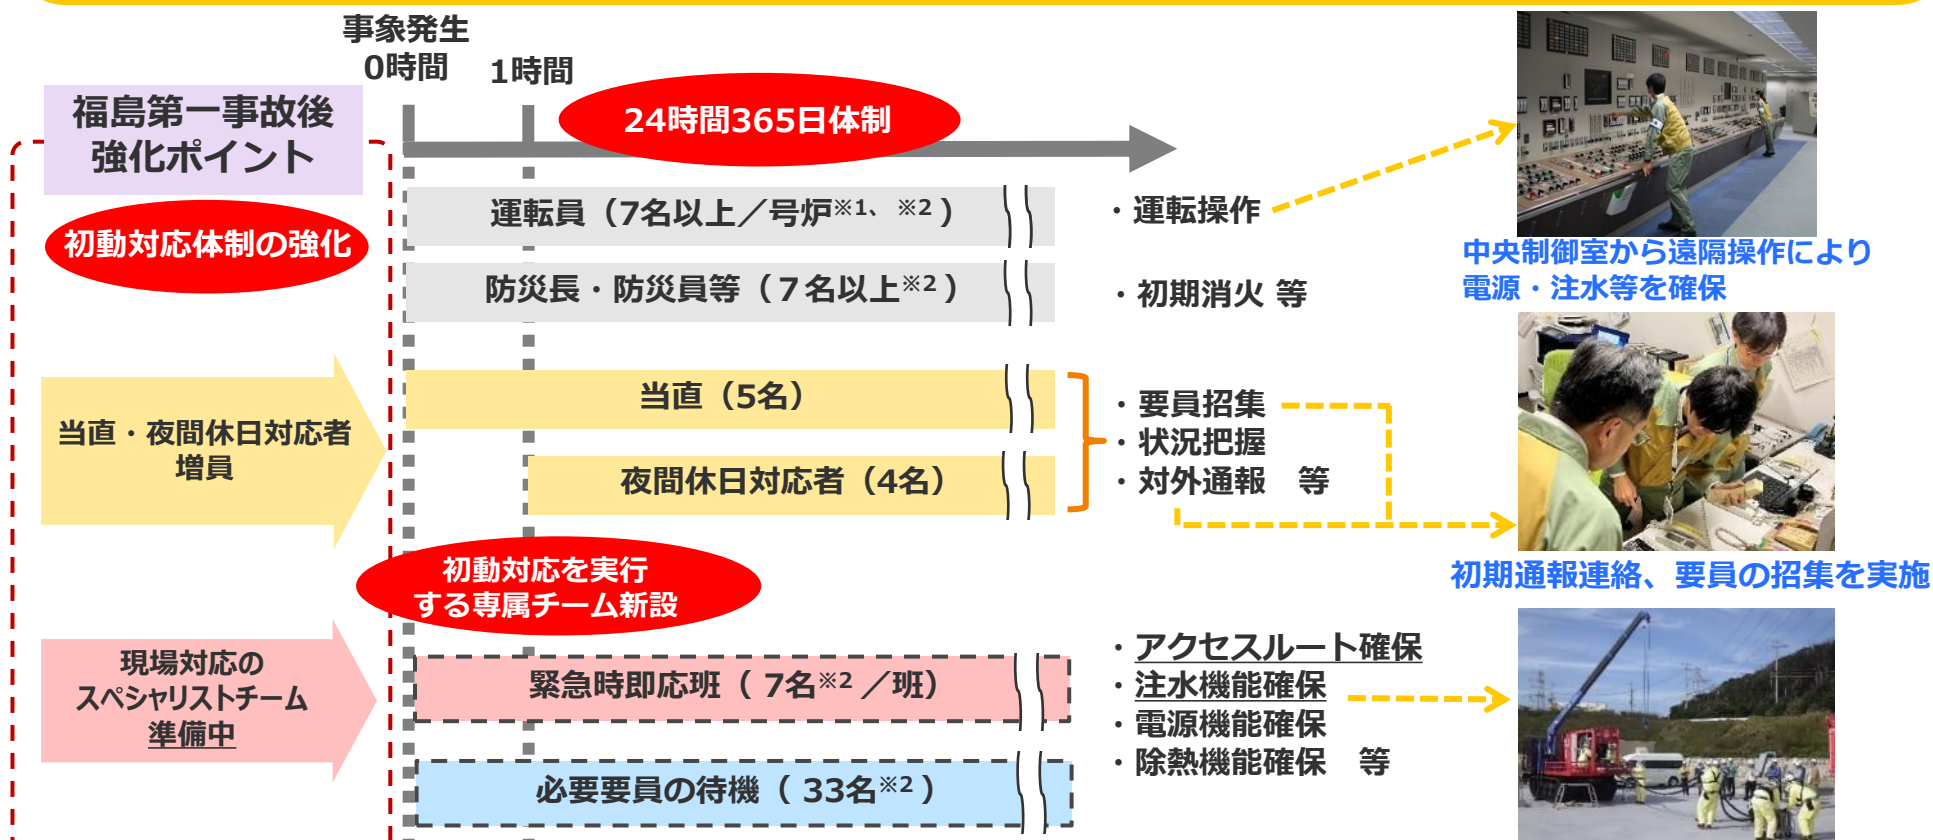 事象発生
0時間
1時間
福島第一事故後
強化ポイント
24時間365日体制
初動対応体制の強化
運転員（7名以上／号炉※1、※2）
・運転操作
中央制御室から遠隔操作により
電源・注水等を確保
防災長・防災員等（７名以上※2）
・初期消火 等
当直・夜間休日対応者
増員
当直（5名）
夜間休日対応者（4名）
・要員招集
・状況把握
・対外通報　等
初期通報連絡、要員の招集を実施
初動対応を実行
する専属チーム新設
現場対応の
スペシャリストチーム
準備中
緊急時即応班（ 7名※2 ／班）
必要要員の待機（ 33名※2 ）
・アクセスルート確保
・注水機能確保
・電源機能確保
・除熱機能確保　等